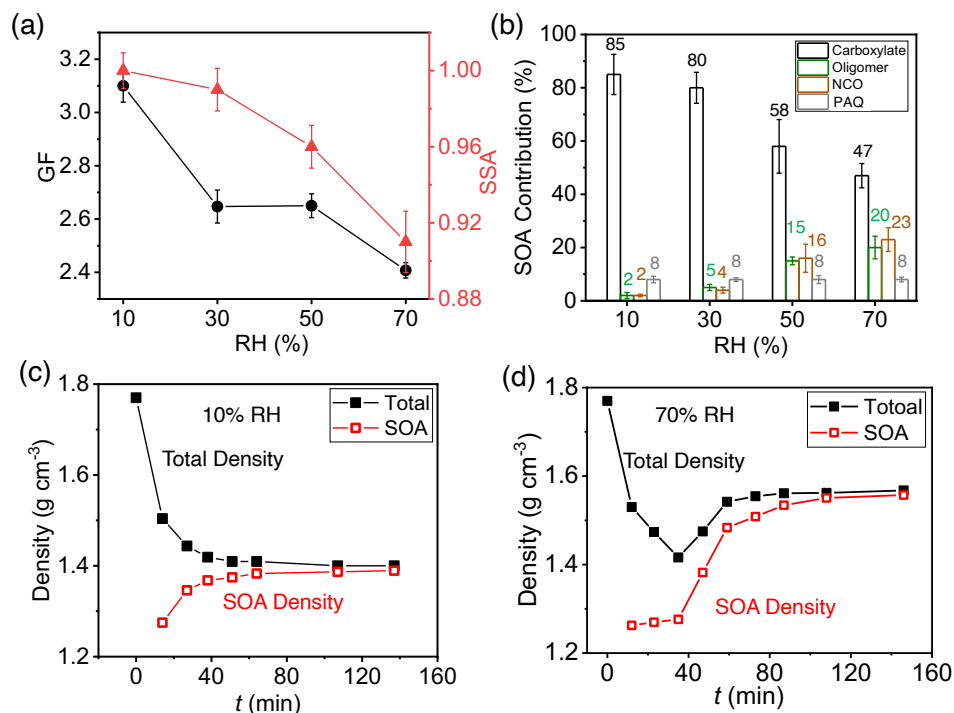 (a)
3.2
3.0
2.8
2.6
2.4
GF
1.00
0.96
0.92
0.88
SSA
10 30 50 70
RH (%)
(b)
100
80
60
40
20
0
SOA Contribution (%)
Carboxylate
Oligomer
NCO
PAQ
85
2
2
8
80
5
4
8
58
15
16
8
47
20
23
8
10 30 50 70
RH (%)
(c)
1.8
1.6
1.4
1.2
Density (g cm-3)
10% RH
Total
SOA
Total Density
SOA Density
0 40 80 120 160
t (min)
(d)
1.8
1.6
1.4
1.2
Density (g cm-3)
70% RH
Totoal
SOA
Total Density
SOA Density
0 40 80 120 160
t (min)